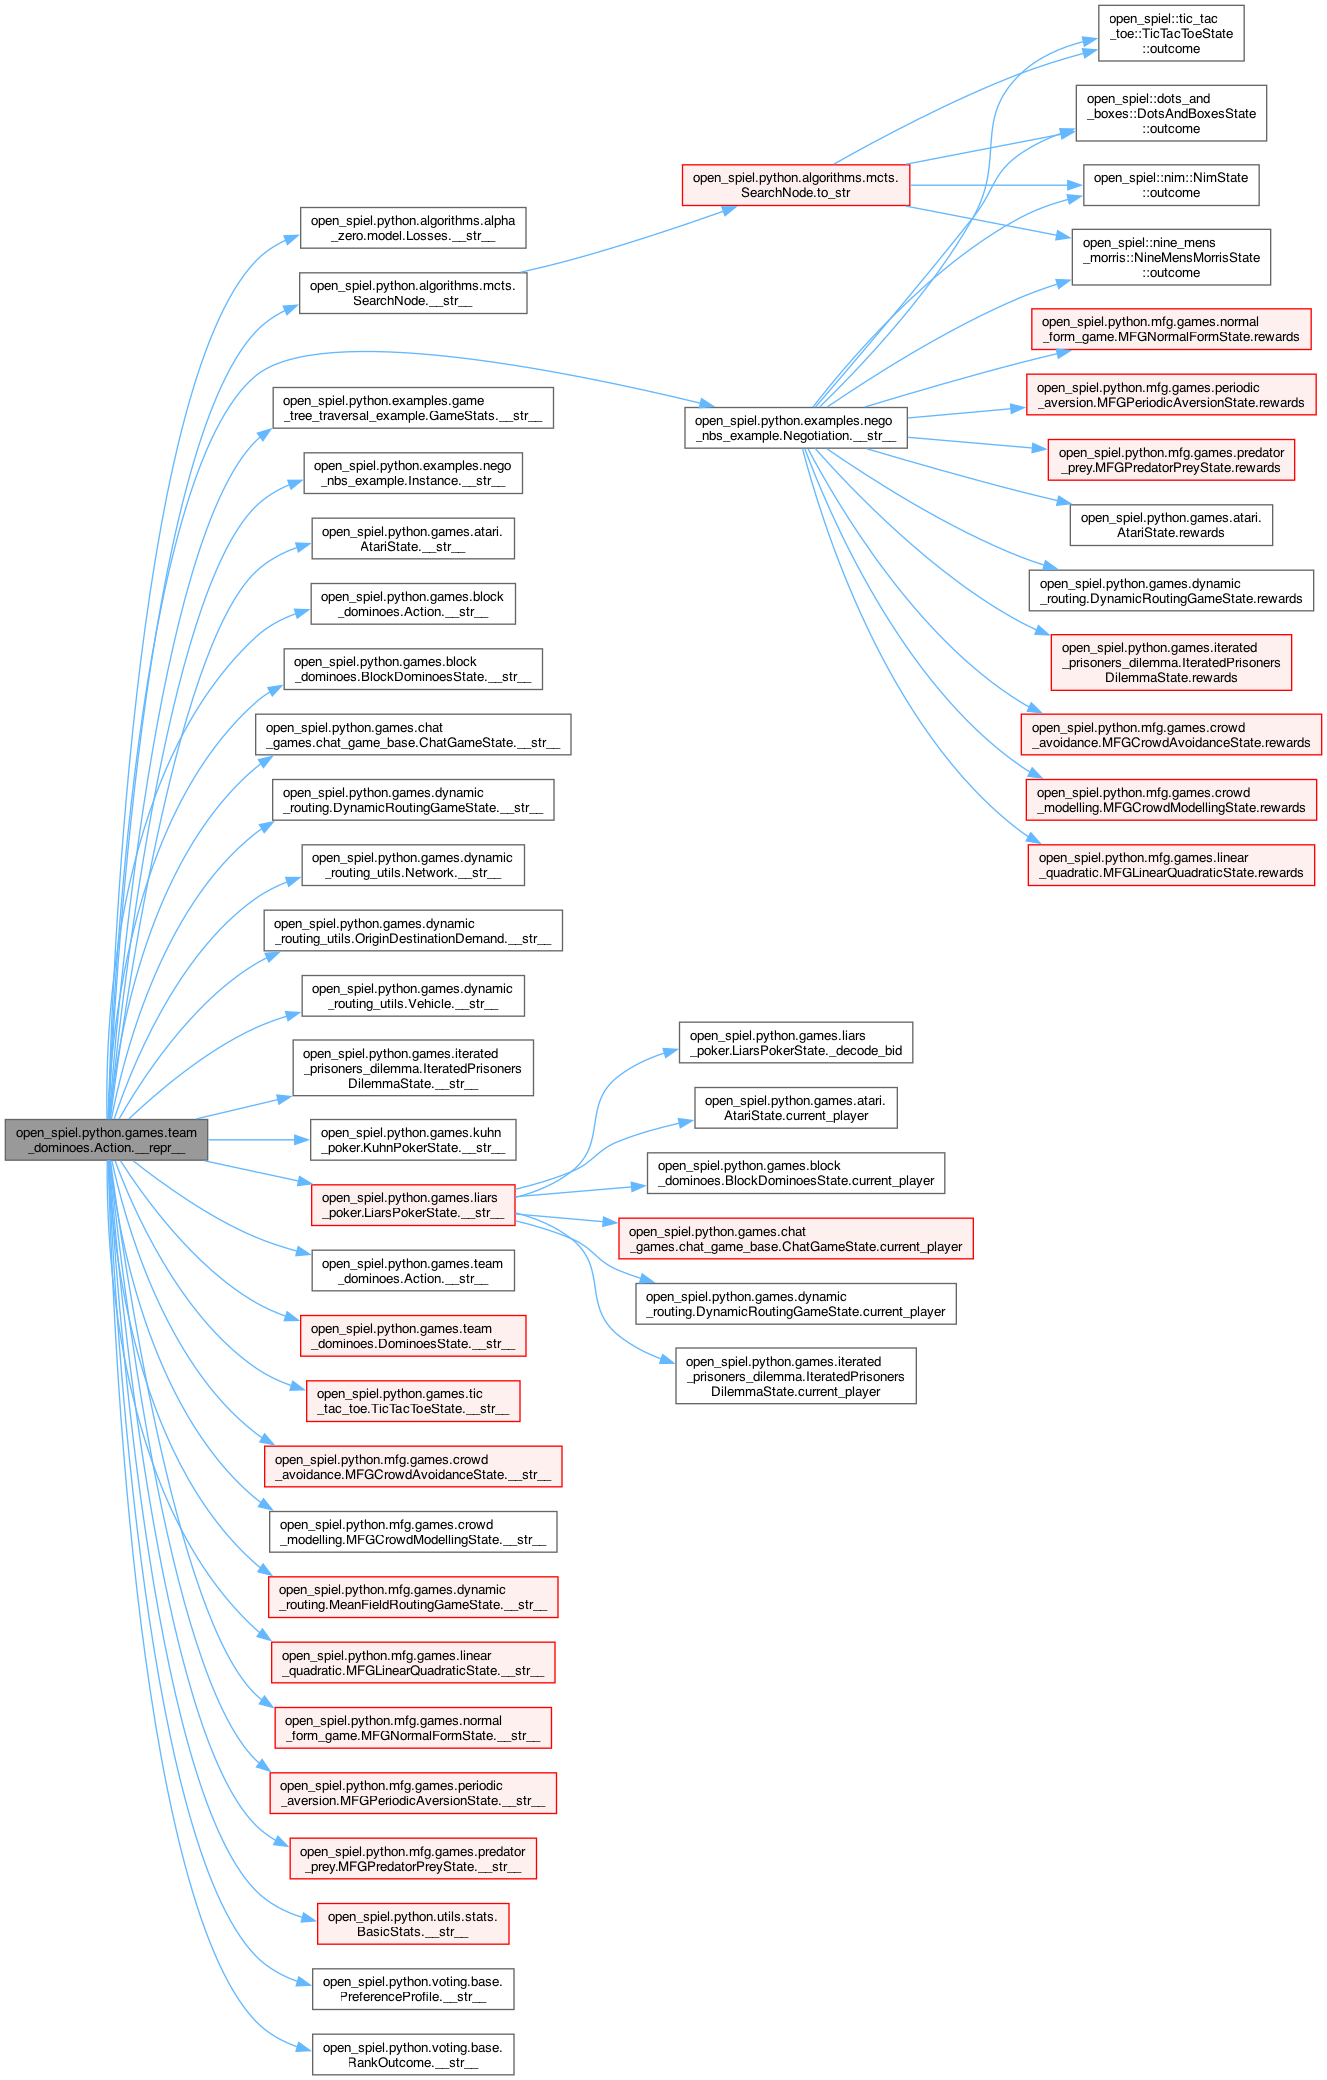 open_spiel.python.games.team
_dominoes.Action.__repr__
open_spiel.python.algorithms.alpha
_zero.model.Losses.__str__
open_spiel.python.algorithms.mcts.
SearchNode.__str__
open_spiel.python.examples.game
_tree_traversal_example.GameStats.__str__
open_spiel.python.examples.nego
_nbs_example.Instance.__str__
open_spiel.python.games.atari.
AtariState.__str__
open_spiel.python.games.block
_dominoes.Action.__str__
open_spiel.python.games.block
_dominoes.BlockDominoesState.__str__
open_spiel.python.games.chat
_games.chat_game_base.ChatGameState.__str__
open_spiel.python.games.dynamic
_routing.DynamicRoutingGameState.__str__
open_spiel.python.games.dynamic
_routing_utils.Network.__str__
open_spiel.python.games.dynamic
_routing_utils.OriginDestinationDemand.__str__
open_spiel.python.games.dynamic
_routing_utils.Vehicle.__str__
open_spiel.python.games.iterated
_prisoners_dilemma.IteratedPrisoners
DilemmaState.__str__
open_spiel.python.games.kuhn
_poker.KuhnPokerState.__str__
open_spiel.python.games.liars
_poker.LiarsPokerState.__str__
open_spiel.python.games.team
_dominoes.Action.__str__
open_spiel.python.games.team
_dominoes.DominoesState.__str__
open_spiel.python.games.tic
_tac_toe.TicTacToeState.__str__
open_spiel.python.mfg.games.crowd
_avoidance.MFGCrowdAvoidanceState.__str__
open_spiel.python.mfg.games.crowd
_modelling.MFGCrowdModellingState.__str__
open_spiel.python.mfg.games.dynamic
_routing.MeanFieldRoutingGameState.__str__
open_spiel.python.mfg.games.linear
_quadratic.MFGLinearQuadraticState.__str__
open_spiel.python.mfg.games.normal
_form_game.MFGNormalFormState.__str__
open_spiel.python.mfg.games.periodic
_aversion.MFGPeriodicAversionState.__str__
open_spiel.python.mfg.games.predator
_prey.MFGPredatorPreyState.__str__
open_spiel.python.utils.stats.
BasicStats.__str__
open_spiel.python.voting.base.
PreferenceProfile.__str__
open_spiel.python.voting.base.
RankOutcome.__str__
open_spiel.python.algorithms.mcts.
SearchNode.to_str
open_spiel.python.examples.nego
_nbs_example.Negotiation.__str__
open_spiel.python.games.liars
_poker.LiarsPokerState._decode_bid
open_spiel.python.games.atari.
AtariState.current_player
open_spiel.python.games.block
_dominoes.BlockDominoesState.current_player
open_spiel.python.games.chat
_games.chat_game_base.ChatGameState.current_player
open_spiel.python.games.dynamic
_routing.DynamicRoutingGameState.current_player
open_spiel.python.games.iterated
_prisoners_dilemma.IteratedPrisoners
DilemmaState.current_player
open_spiel::tic_tac
_toe::TicTacToeState
::outcome
open_spiel::dots_and
_boxes::DotsAndBoxesState
::outcome
open_spiel::nim::NimState
::outcome
open_spiel::nine_mens
_morris::NineMensMorrisState
::outcome
open_spiel.python.mfg.games.normal
_form_game.MFGNormalFormState.rewards
open_spiel.python.mfg.games.periodic
_aversion.MFGPeriodicAversionState.rewards
open_spiel.python.mfg.games.predator
_prey.MFGPredatorPreyState.rewards
open_spiel.python.games.atari.
AtariState.rewards
open_spiel.python.games.dynamic
_routing.DynamicRoutingGameState.rewards
open_spiel.python.games.iterated
_prisoners_dilemma.IteratedPrisoners
DilemmaState.rewards
open_spiel.python.mfg.games.crowd
_avoidance.MFGCrowdAvoidanceState.rewards
open_spiel.python.mfg.games.crowd
_modelling.MFGCrowdModellingState.rewards
open_spiel.python.mfg.games.linear
_quadratic.MFGLinearQuadraticState.rewards